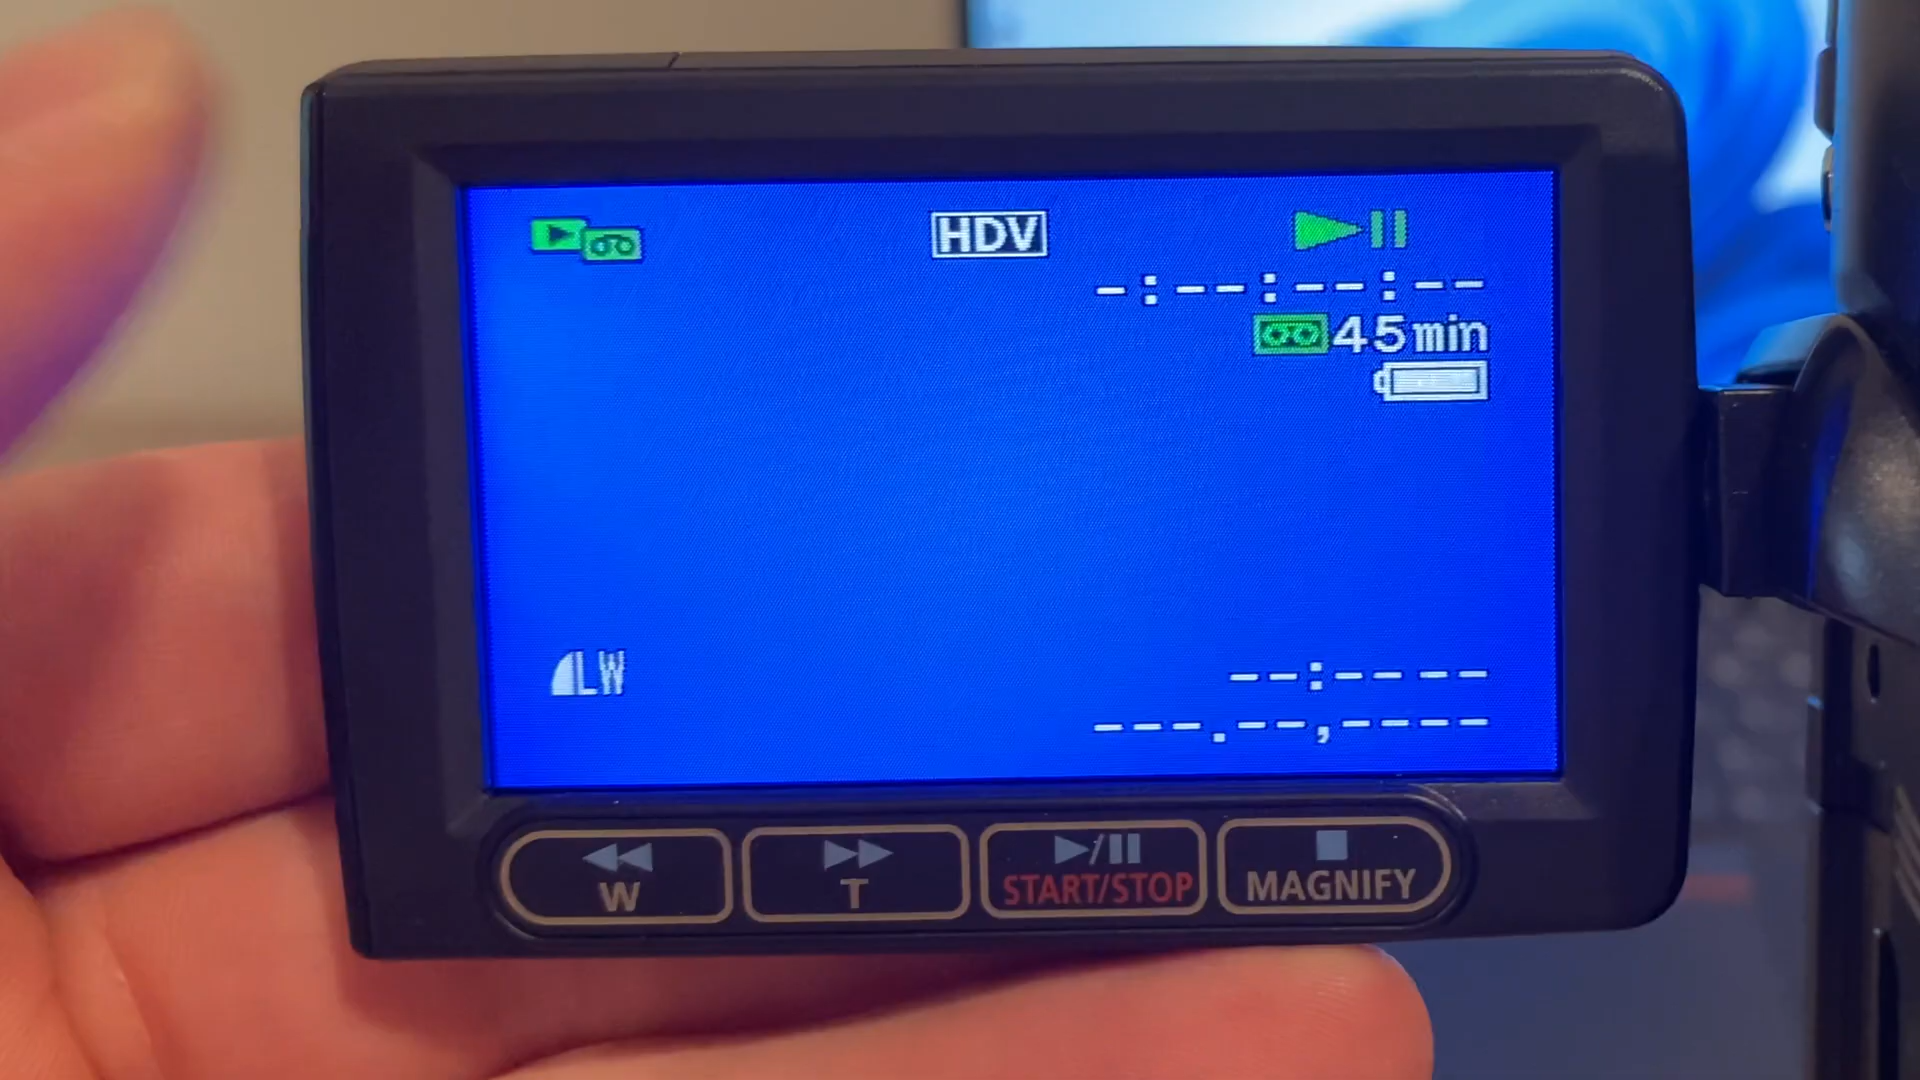 HDV
-:--:--:--
45min
LW
--:-- --
---.--,----
W
T
START/STOP
MAGNIFY